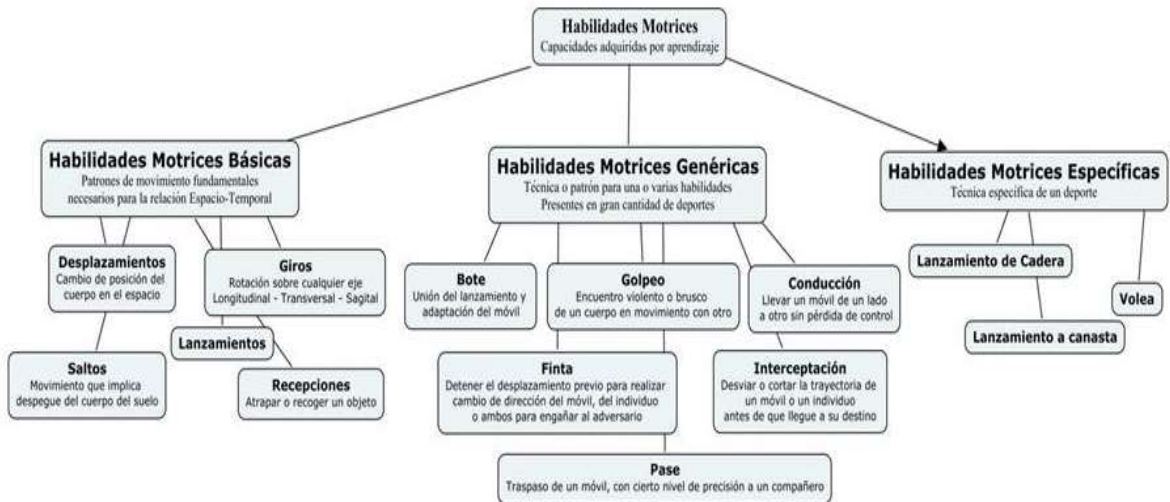 Habilidades Motrices
Capacidades adquiridas por aprendizaje
Habilidades Motrices Básicas
Patrones de movimiento fundamentales
necesarios para la relación Espacio-Temporal
Desplazamientos
Cambio de posición del
cuerpo en el espacio
Giros
Rotación sobre cualquier eje
Longitudinal - Transversal - Sagital
Lanzamientos
Saltos
Movimiento que implica
despegue del cuerpo del suelo
Recepciones
Atrapar o recoger un objeto
Habilidades Motrices Genéricas
Técnica o patrón para una o varias habilidades
Presentes en gran cantidad de deportes
Bote
Unión del lanzamiento y
adaptación del móvil
Golpeo
Encuentro violento o brusco
de un cuerpo en movimiento con otro
Conducción
Llevar un móvil de un lado
a otro sin pérdida de control
Finta
Detener el desplazamiento previo para realizar
cambio de dirección del móvil, del individuo
o ambos para engañar al adversario
Interceptación
Desviar o cortar la trayectoria de
un móvil o un individuo
antes de que llegue a su destino
Pase
Traspaso de un móvil, con cierto nivel de precisión a un compañero
Habilidades Motrices Específicas
Técnica específica de un deporte
Lanzamiento de Cadera
Volea
Lanzamiento a canasta